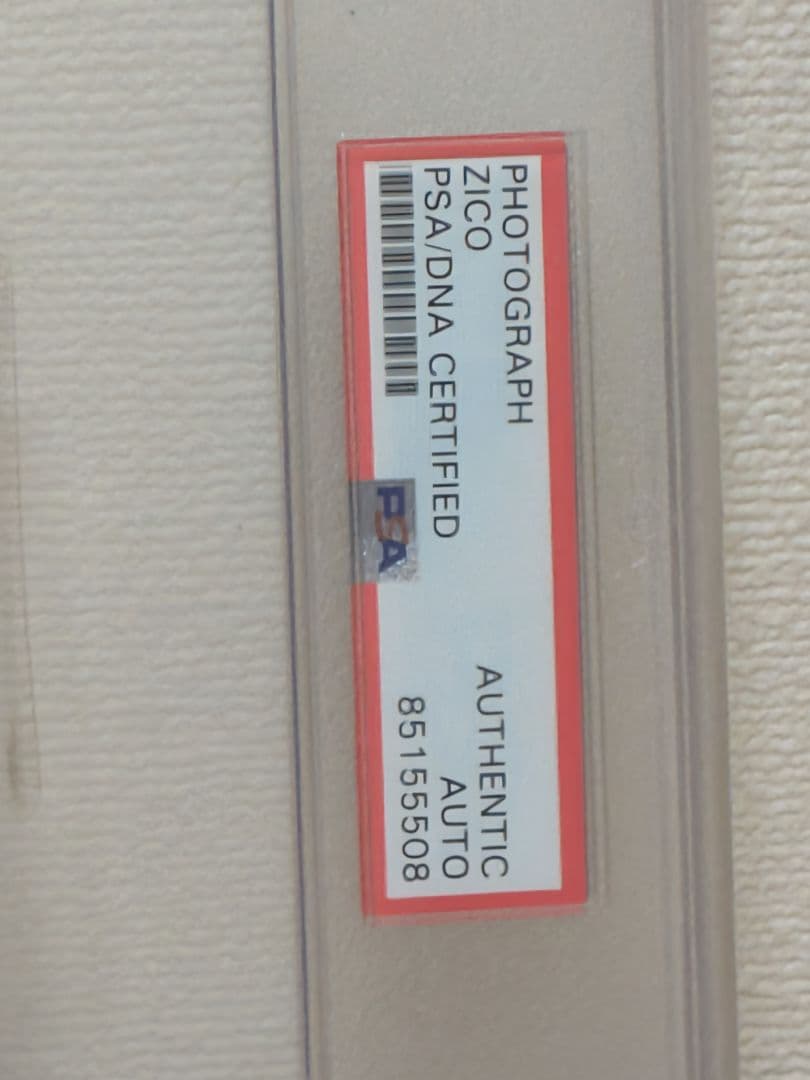 PHOTOGRAPH
ZICO AUTHENTIC
PSA/DNA CERTIFIED AUTO
85155508
PSA